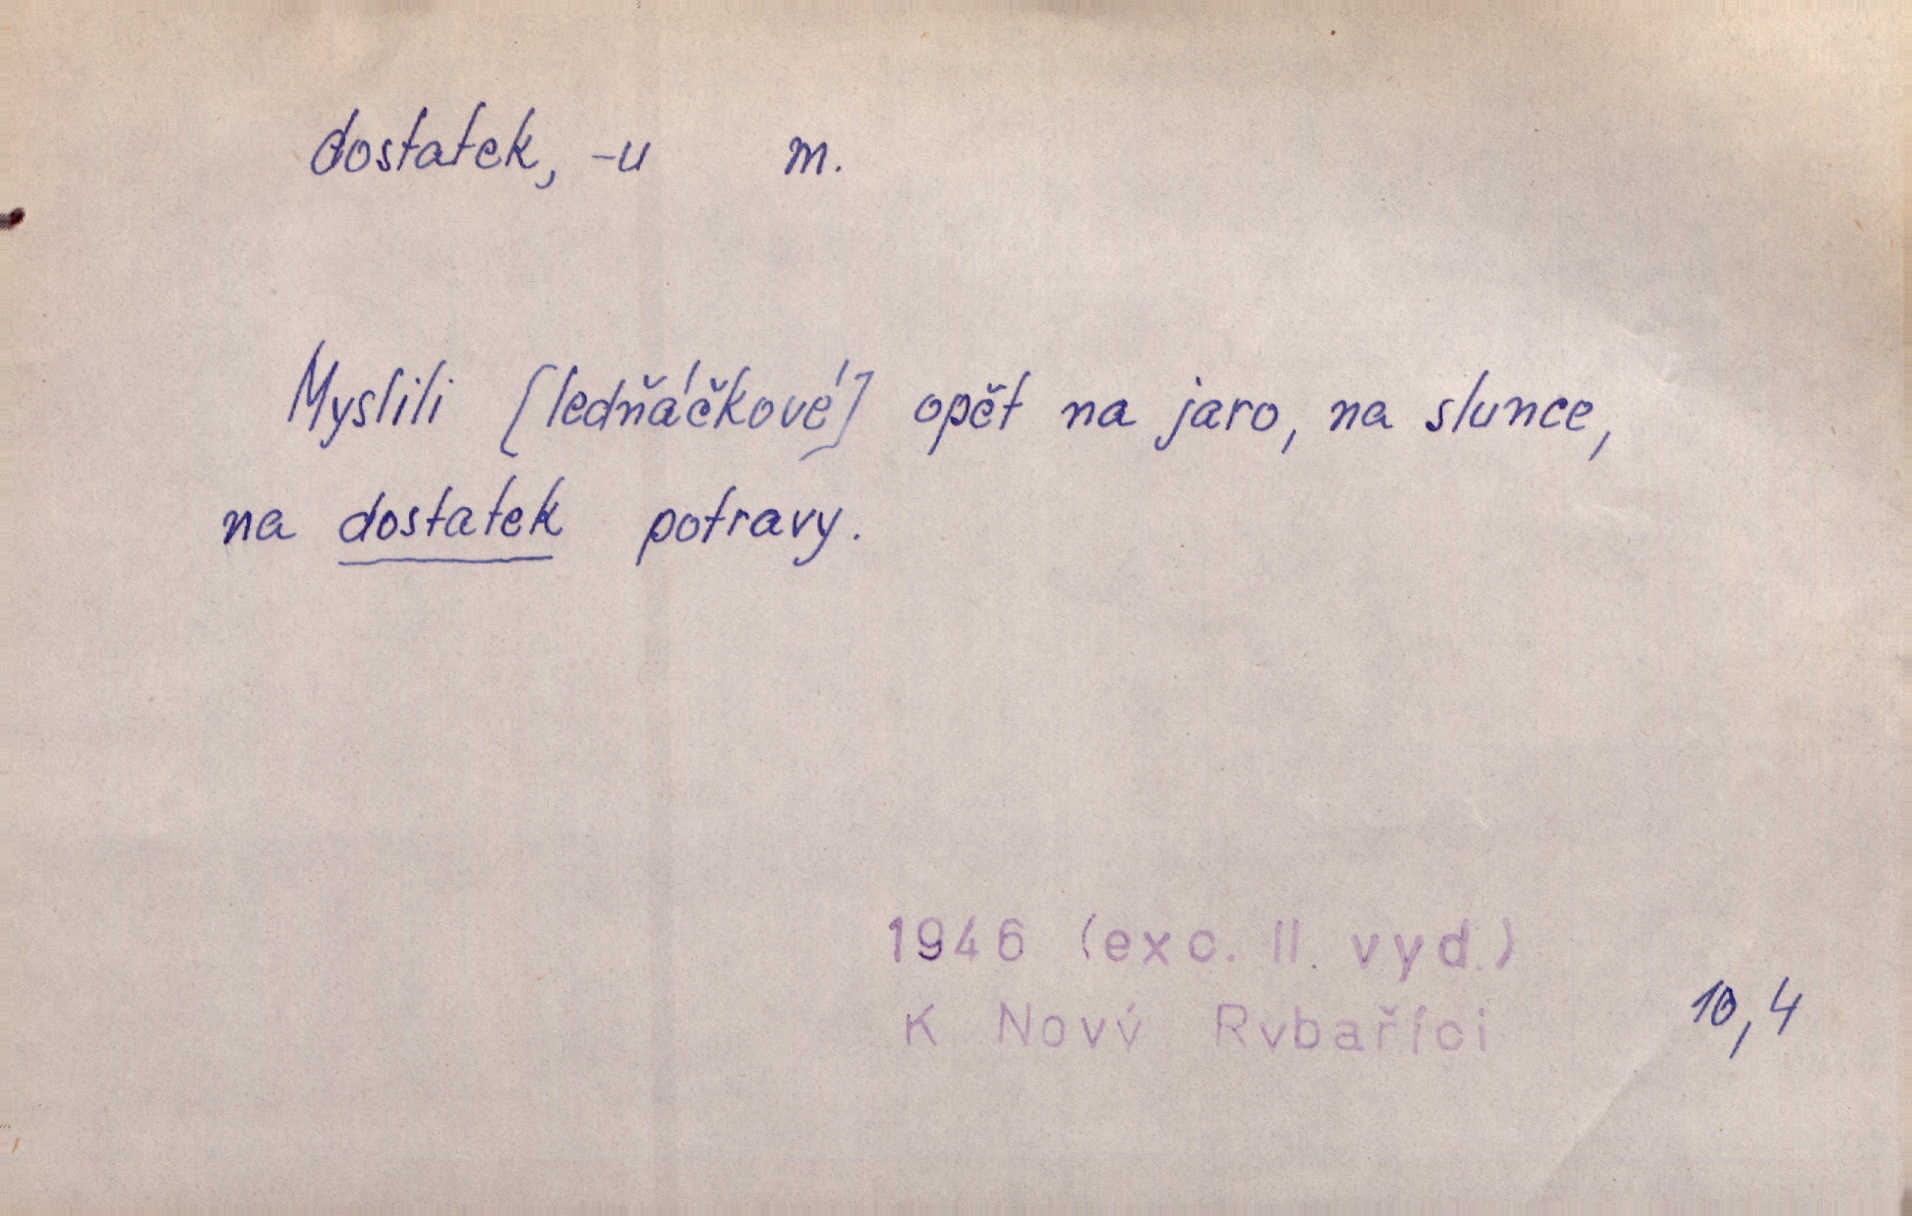 dostatek, -u m.
Myslili [ledňáčkové] opět na jaro, na slunce,
na dostatek potravy.
1946 (exc. II. vyd.)
K Nový Rybaříci
10,4